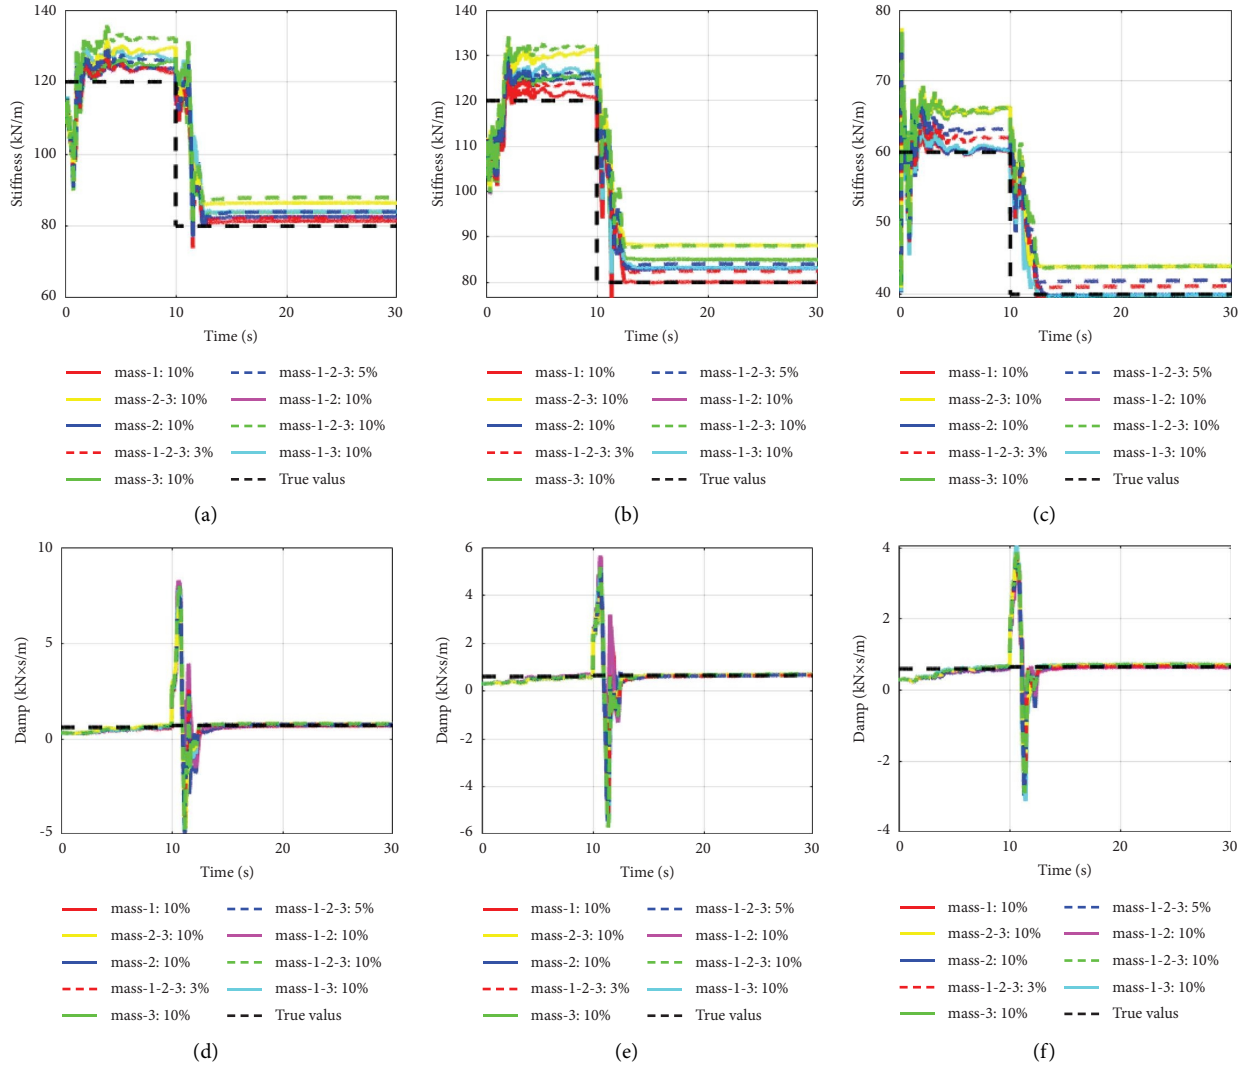 140
120
100
80
60
0
10
20
30
Stiffness (kN/m)
Time (s)
mass-1: 10%
mass-2-3: 10%
mass-2: 10%
mass-1-2-3: 3%
mass-3: 10%
mass-1-2-3: 5%
mass-1-2: 10%
mass-1-2-3: 10%
mass-1-3: 10%
True valus
(a)
140
130
120
110
100
90
80
0
10
20
30
Stiffness (kN/m)
Time (s)
mass-1: 10%
mass-2-3: 10%
mass-2: 10%
mass-1-2-3: 3%
mass-3: 10%
mass-1-2-3: 5%
mass-1-2: 10%
mass-1-2-3: 10%
mass-1-3: 10%
True valus
(b)
80
70
60
50
40
0
10
20
30
Stiffness (kN/m)
Time (s)
mass-1: 10%
mass-2-3: 10%
mass-2: 10%
mass-1-2-3: 3%
mass-3: 10%
mass-1-2-3: 5%
mass-1-2: 10%
mass-1-2-3: 10%
mass-1-3: 10%
True valus
(c)
10
5
0
-5
0
10
20
30
Damp (kN×s/m)
Time (s)
mass-1: 10%
mass-2-3: 10%
mass-2: 10%
mass-1-2-3: 3%
mass-3: 10%
mass-1-2-3: 5%
mass-1-2: 10%
mass-1-2-3: 10%
mass-1-3: 10%
True valus
(d)
6
4
2
0
-2
-4
-6
0
10
20
30
Damp (kN×s/m)
Time (s)
mass-1: 10%
mass-2-3: 10%
mass-2: 10%
mass-1-2-3: 3%
mass-3: 10%
mass-1-2-3: 5%
mass-1-2: 10%
mass-1-2-3: 10%
mass-1-3: 10%
True valus
(e)
4
2
0
-2
-4
0
10
20
30
Damp (kN×s/m)
Time (s)
mass-1: 10%
mass-2-3: 10%
mass-2: 10%
mass-1-2-3: 3%
mass-3: 10%
mass-1-2-3: 5%
mass-1-2: 10%
mass-1-2-3: 10%
mass-1-3: 10%
True valus
(f)